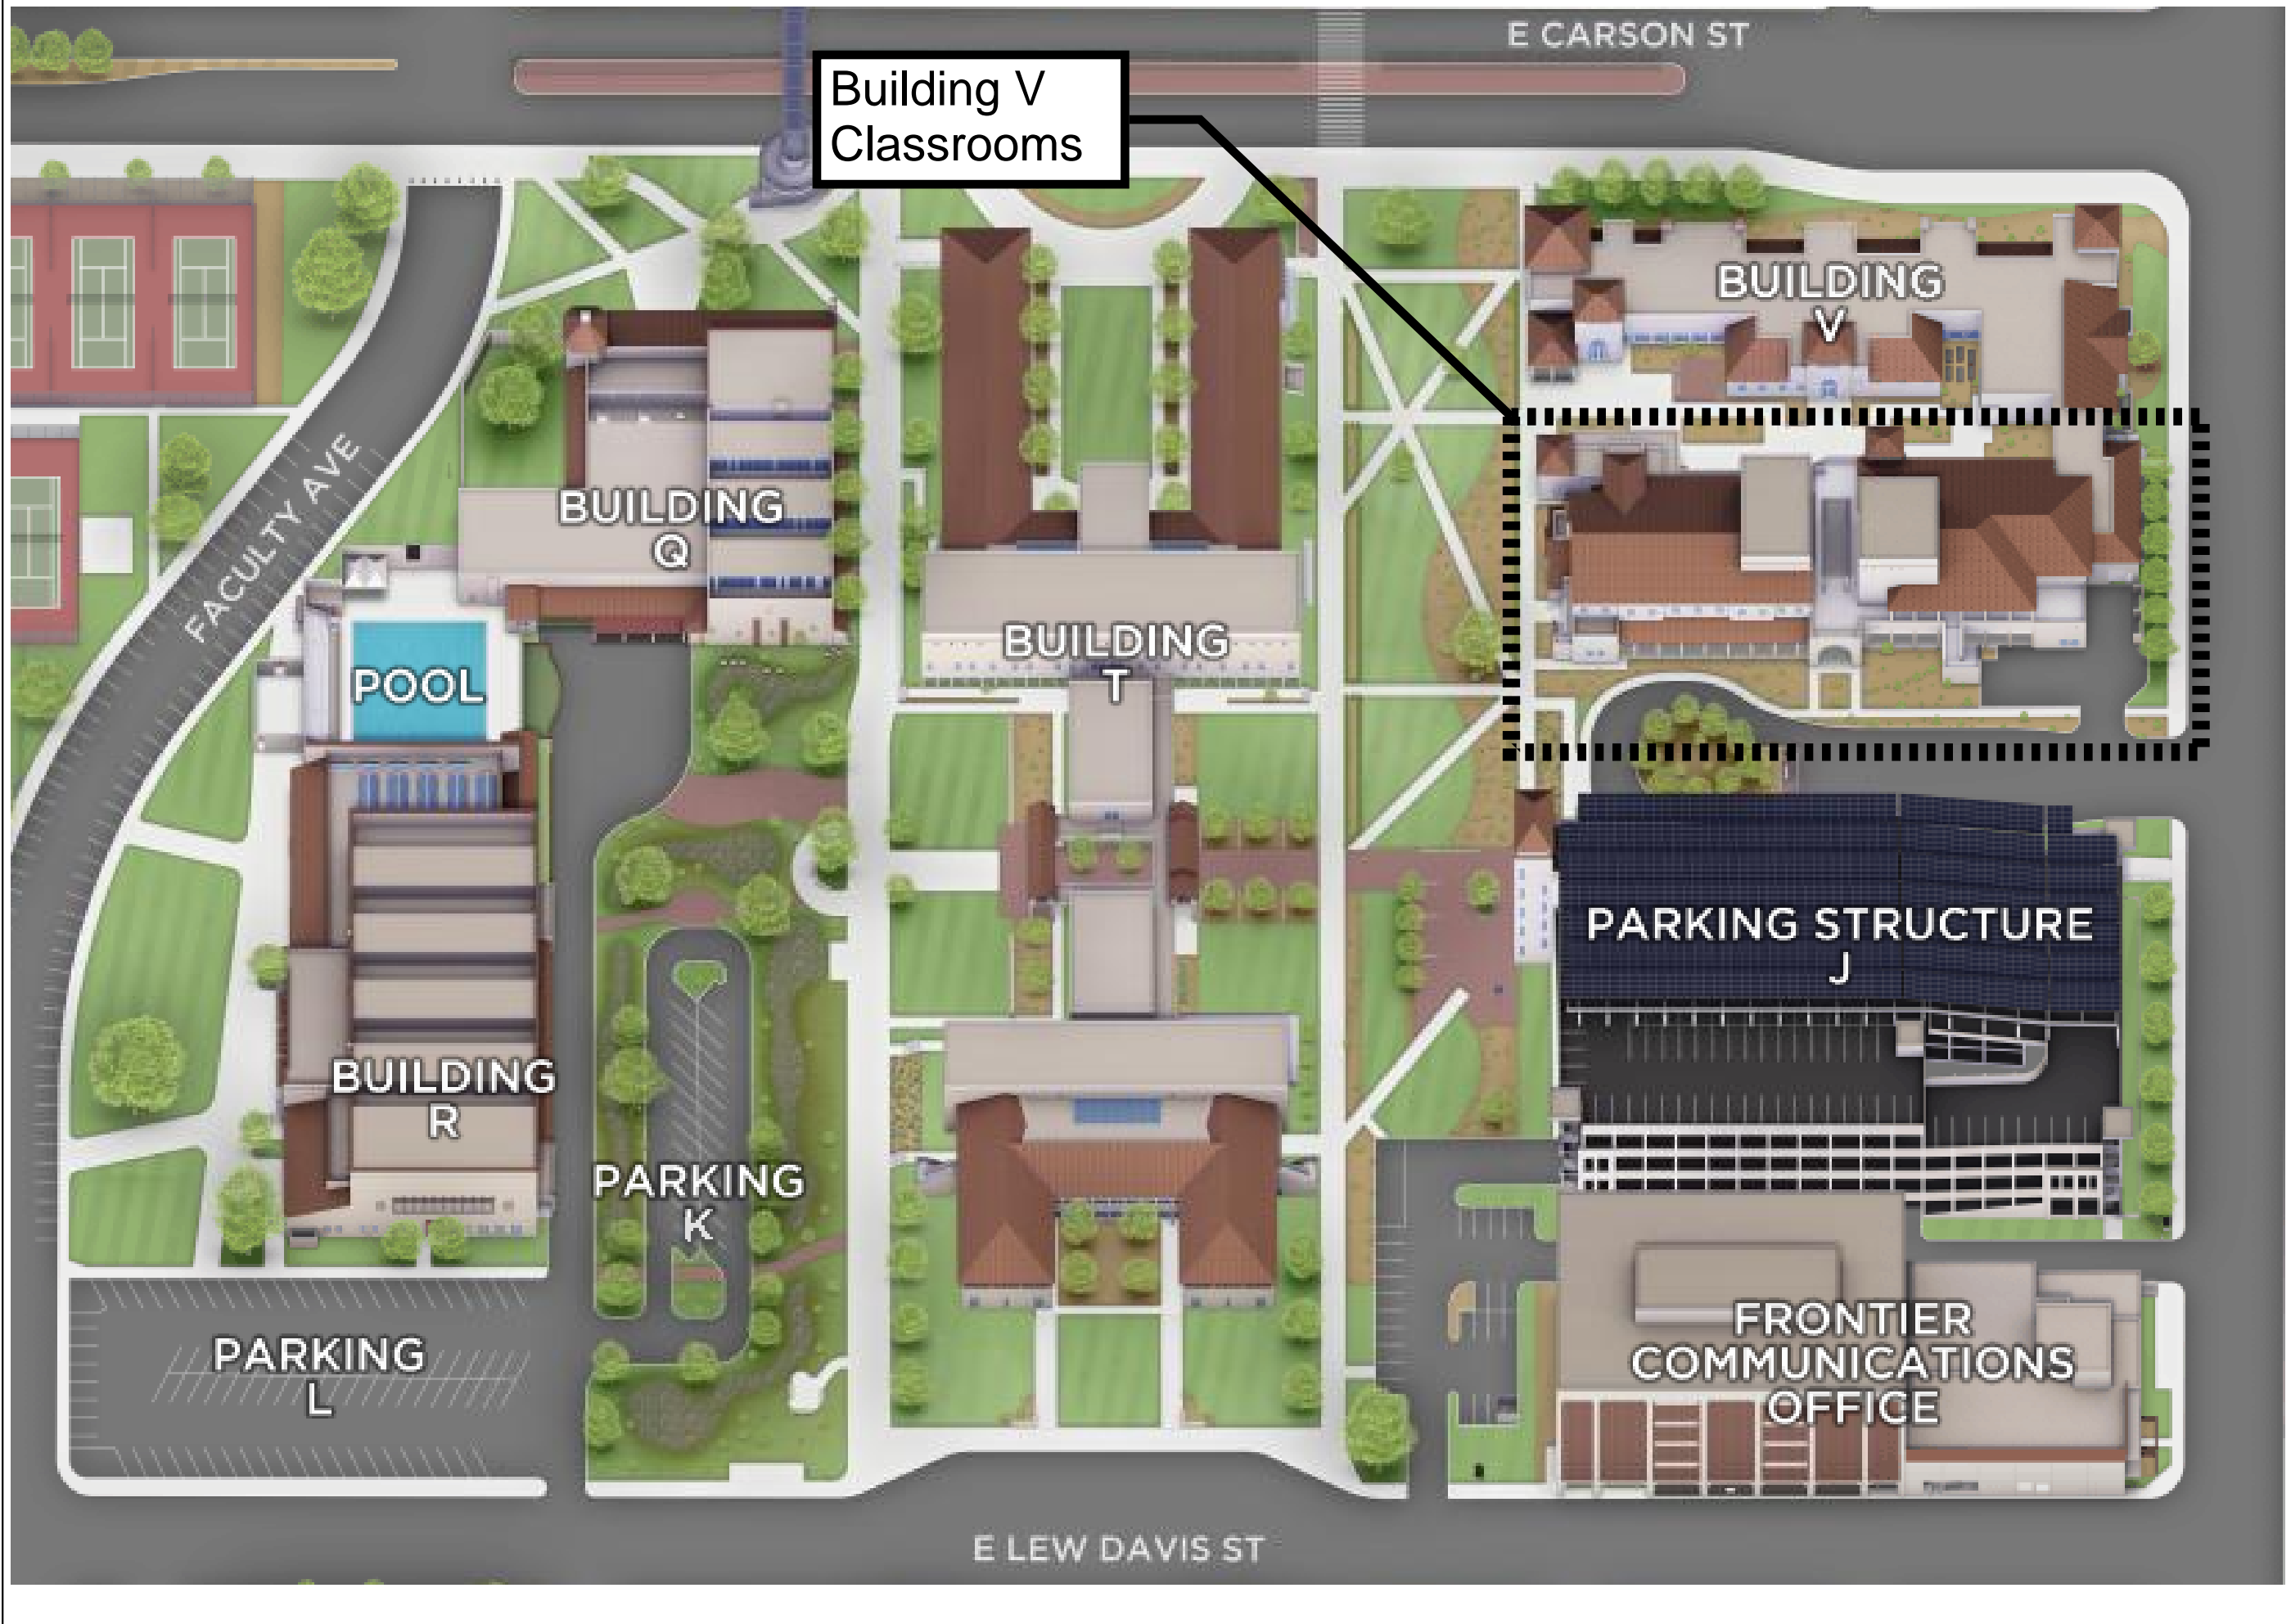 E CARSON ST
Building V
Classrooms
BUILDING
V
FACULTY AVE
BUILDING
Q
POOL
BUILDING
T
PARKING STRUCTURE
J
BUILDING
R
PARKING
K
PARKING
L
FRONTIER
COMMUNICATIONS
OFFICE
E LEW DAVIS ST